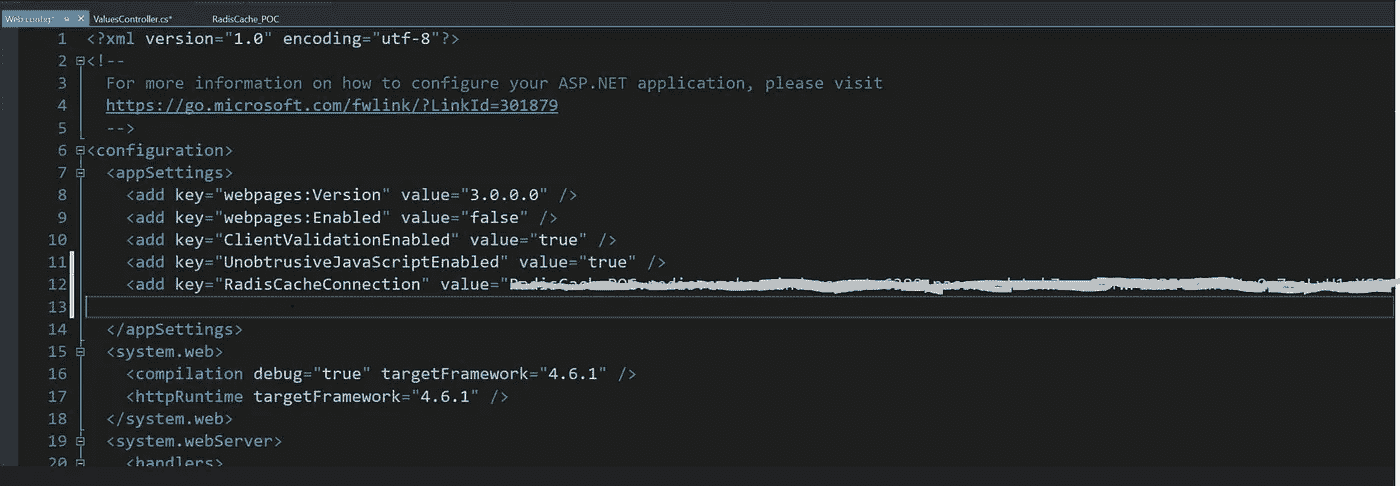 Web.config* ValuesController.cs* RadisCache_POC
1 <?xml version="1.0" encoding="utf-8"?>
2 <!--
3 For more information on how to configure your ASP.NET application, please visit
4 https://go.microsoft.com/fwlink/?LinkId=301879
5 -->
6 <configuration>
7 <appSettings>
8 <add key="webpages:Version" value="3.0.0.0" />
9 <add key="webpages:Enabled" value="false" />
10 <add key="ClientValidationEnabled" value="true" />
11 <add key="UnobtrusiveJavaScriptEnabled" value="true" />
12 <add key="RadisCacheConnection" value="
13
14 </appSettings>
15 <system.web>
16 <compilation debug="true" targetFramework="4.6.1" />
17 <httpRuntime targetFramework="4.6.1" />
18 </system.web>
19 <system.webServer>
20 <handlers>